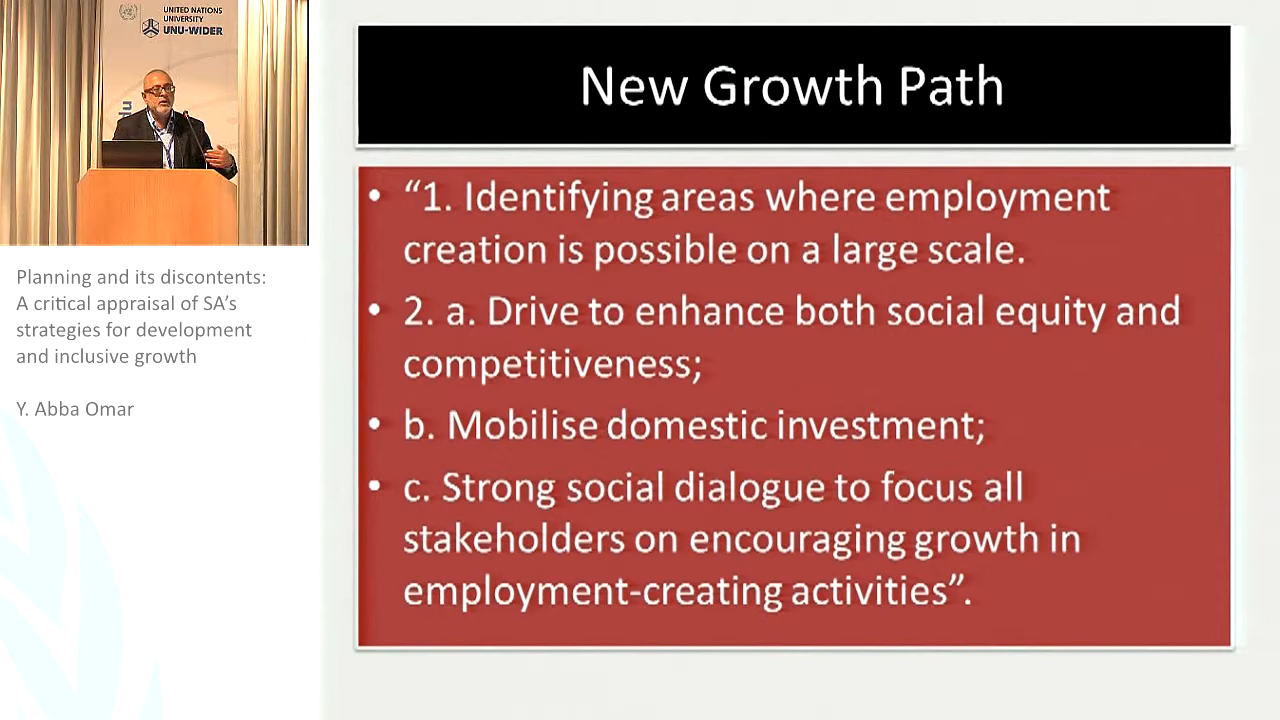 UNITED NATIONS
UNIVERSITY
UNU-WIDER
Planning and its discontents:
A critical appraisal of SA's
strategies for development
and inclusive growth
Y. Abba Omar
New Growth Path
• “1. Identifying areas where employment
creation is possible on a large scale.
• 2. a. Drive to enhance both social equity and
competitiveness;
• b. Mobilise domestic investment;
• c. Strong social dialogue to focus all
stakeholders on encouraging growth in
employment-creating activities”.